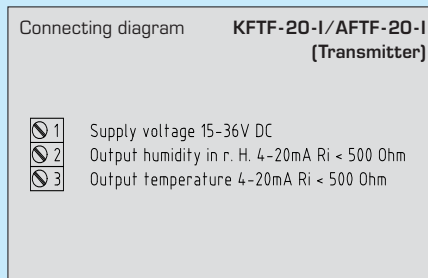 Connecting diagram KFTF-20-I/AFTF-20-I
(Transmitter)
1 Supply voltage 15-36V DC
2 Output humidity in r. H. 4-20mA Ri < 500 Ohm
3 Output temperature 4-20mA Ri < 500 Ohm